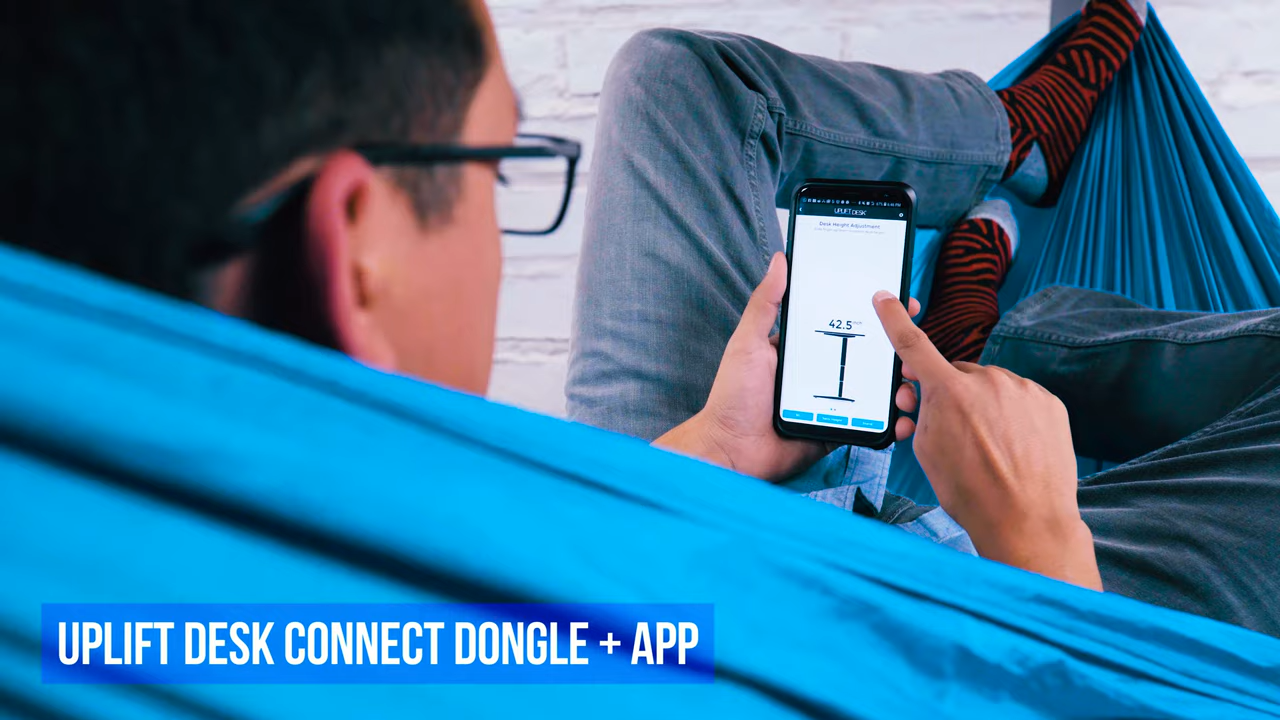 UPLIFT DESK
Desk Height Adjustment
42.5
UPLIFT DESK CONNECT DONGLE + APP